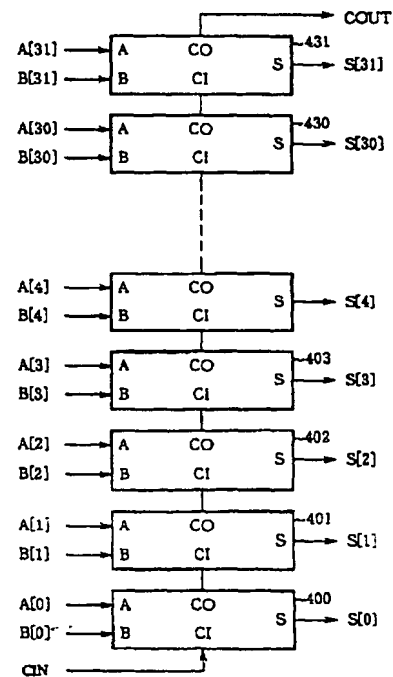 COUT
A[31] A CO 431
B[31] B CI S S[31]
A[30] A CO 430
B[30] B CI S S[30]
A[4] A CO
B[4] B CI S S[4]
A[3] A CO 403
B[3] B CI S S[3]
A[2] A CO 402
B[2] B CI S S[2]
A[1] A CO 401
B[1] B CI S S[1]
A[0] A CO 400
B[0] B CI S S[0]
CIN